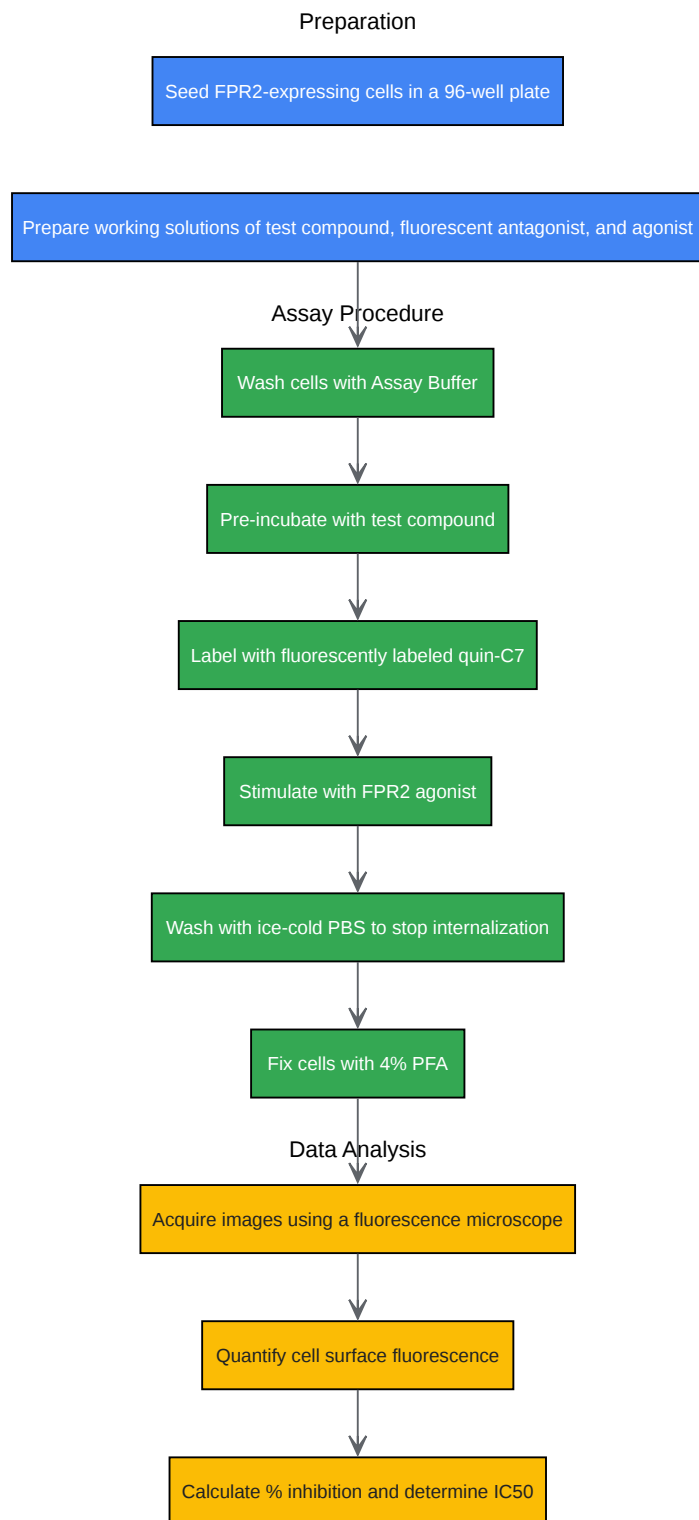 Preparation
Seed FPR2-expressing cells in a 96-well plate
Prepare working solutions of test compound, fluorescent antagonist, and agonist
Assay Procedure
Wash cells with Assay Buffer
Pre-incubate with test compound
Label with fluorescently labeled quin-C7
Stimulate with FPR2 agonist
Wash with ice-cold PBS to stop internalization
Fix cells with 4% PFA
Data Analysis
Acquire images using a fluorescence microscope
Quantify cell surface fluorescence
Calculate % inhibition and determine IC50